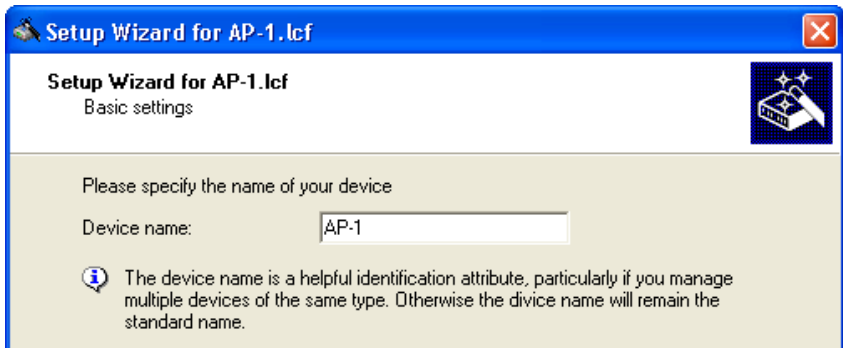 Setup Wizard for AP-1.lcf
Setup Wizard for AP-1.lcf
Basic settings
Please specify the name of your device
Device name: AP-1
The device name is a helpful identification attribute, particularly if you manage
multiple devices of the same type. Otherwise the divice name will remain the
standard name.